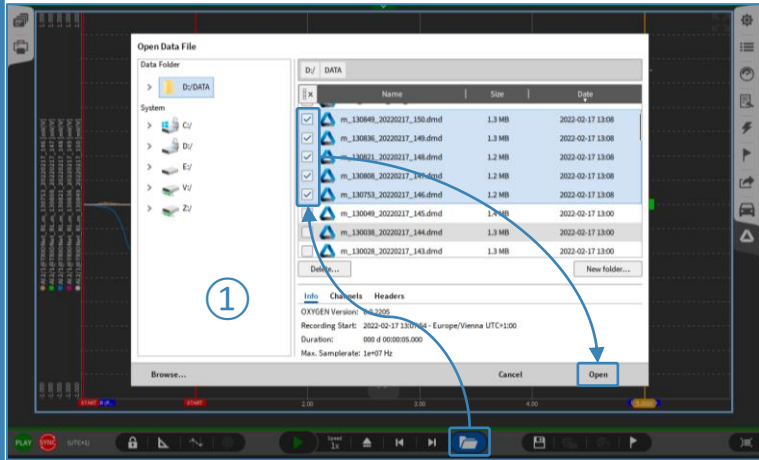 Open Data File
Data Folder
D:/DATA
System
C:/
D:/
E:/
V:/
Z:/
D:/ DATA
Name Size Date
m_130849_20220217_150.dmd 1.3 MB 2022-02-17 13:08
m_130836_20220217_149.dmd 1.3 MB 2022-02-17 13:08
m_130821_20220217_148.dmd 1.2 MB 2022-02-17 13:08
m_130808_20220217_147.dmd 1.2 MB 2022-02-17 13:08
m_130753_20220217_146.dmd 1.2 MB 2022-02-17 13:08
m_130049_20220217_145.dmd 1.4 MB 2022-02-17 13:00
m_130038_20220217_144.dmd 1.3 MB 2022-02-17 13:00
m_130028_20220217_143.dmd 1.3 MB 2022-02-17 13:00
Delete... New folder...
①
Info Channels Headers
OXYGEN Version:
Recording Start: 2022-02-17 13:07:54 - Europe/Vienna UTC+1:00
Duration: 000 d 00:00:05.000
Max. Samplerate: 1e+07 Hz
Browse... Cancel Open
START START 2.00 3.00 4.00
PLAY SYNC Speed
1x